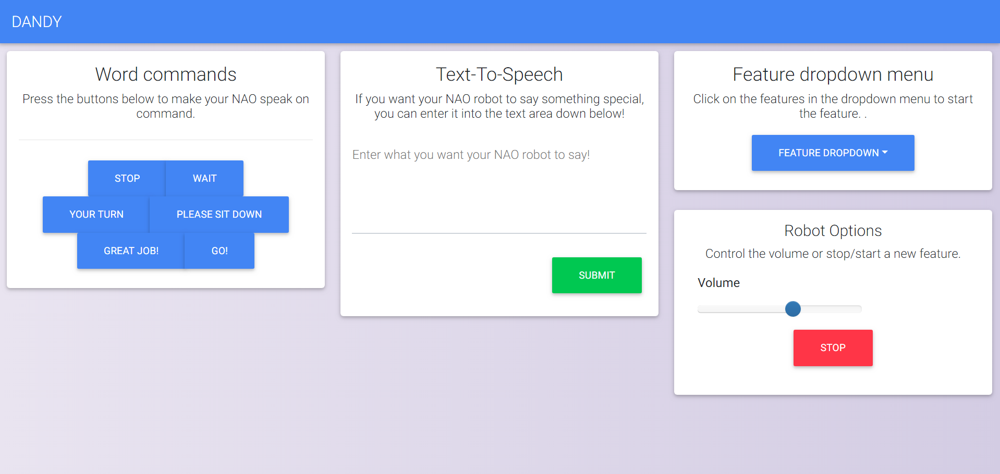 DANDY
Word commands
Press the buttons below to make your NAO speak on
command.
STOP
WAIT
YOUR TURN
PLEASE SIT DOWN
GREAT JOB!
GO!
Text-To-Speech
If you want your NAO robot to say something special,
you can enter it into the text area down below!
Enter what you want your NAO robot to say!
SUBMIT
Feature dropdown menu
Click on the features in the dropdown menu to start
the feature. .
FEATURE DROPDOWN
Robot Options
Control the volume or stop/start a new feature.
Volume
STOP